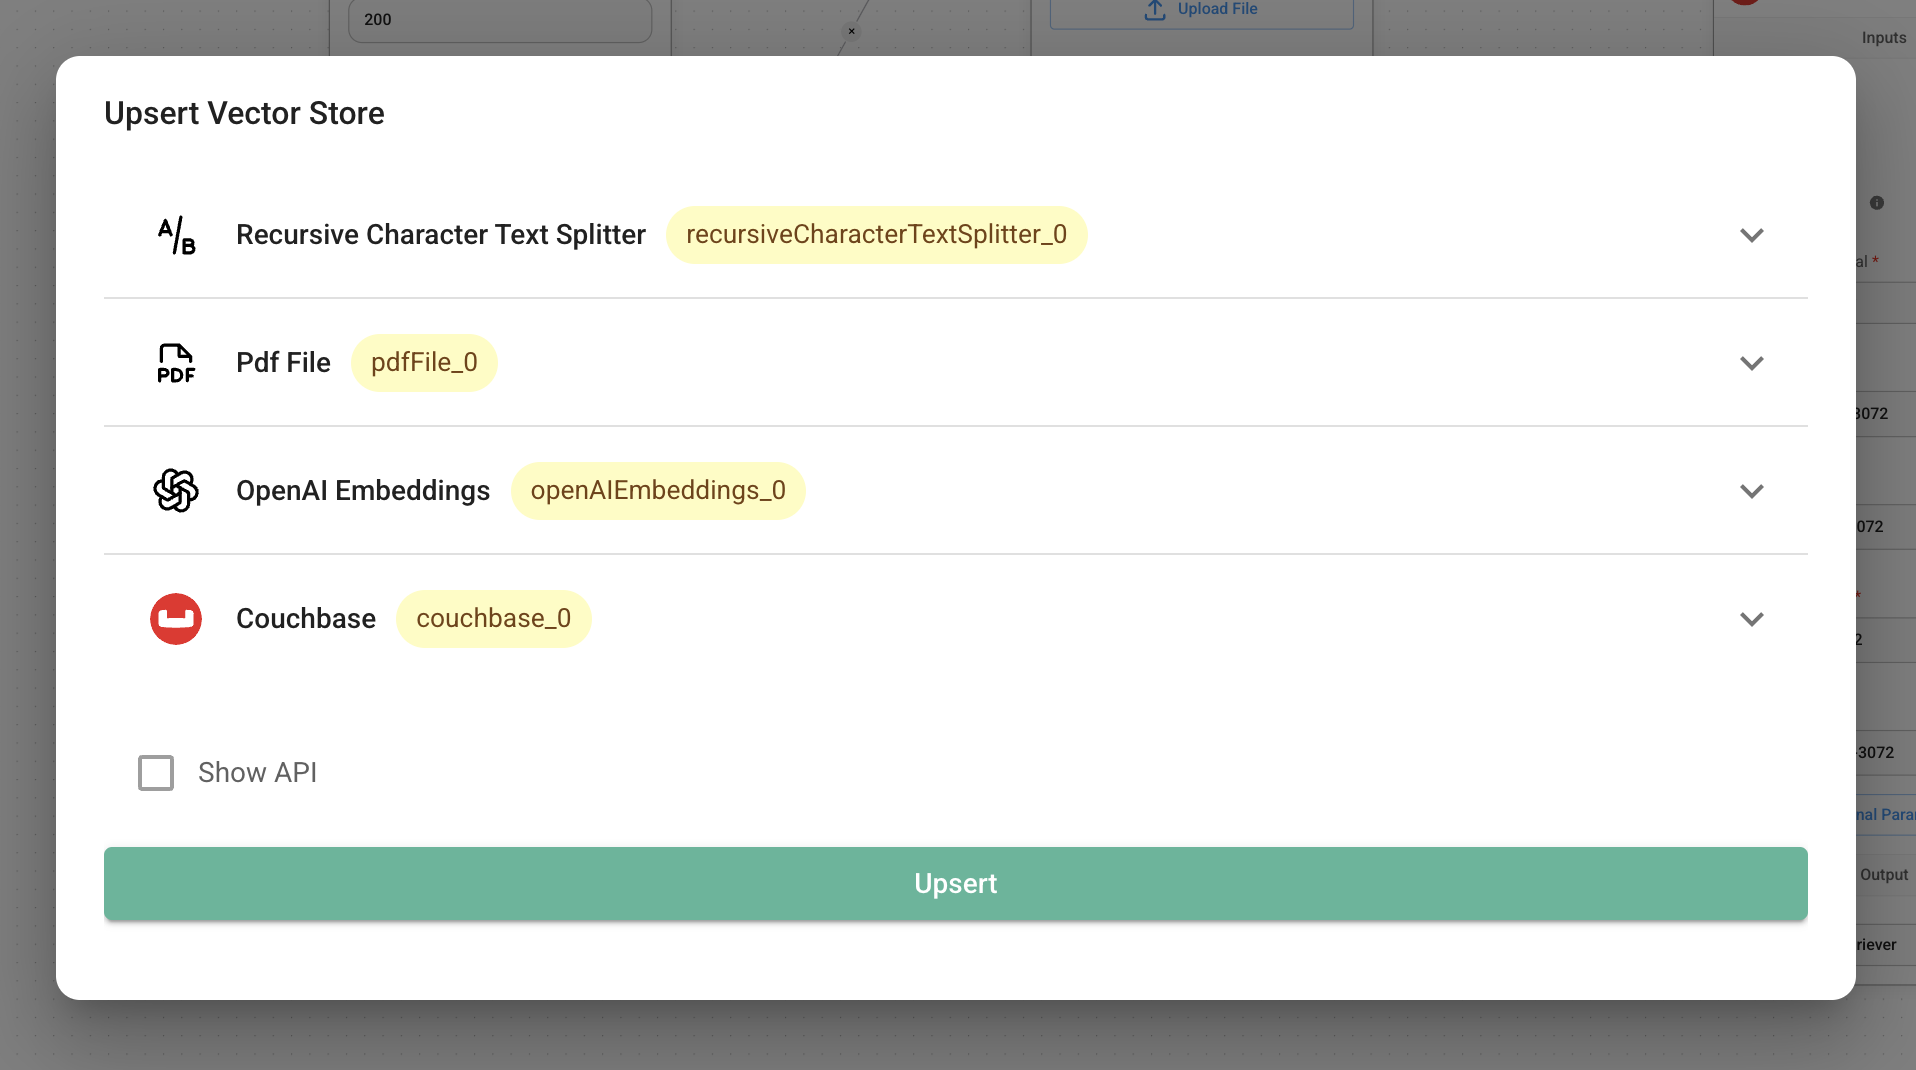 200
Upload File
Inputs
Upsert Vector Store
A/B Recursive Character Text Splitter recursiveCharacterTextSplitter_0
al *
PDF Pdf File pdfFile_0
3072
OpenAI Embeddings openAIEmbeddings_0
072
*
Couchbase couchbase_0
2
-3072
Show API
nal Para
Output
Upsert
riever